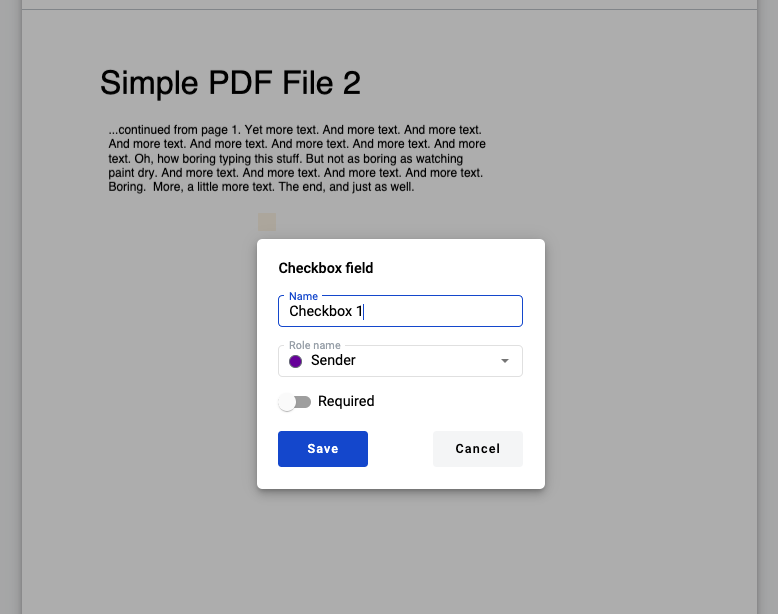 Simple PDF File 2
...continued from page 1. Yet more text. And more text. And more text.
And more text. And more text. And more text. And more text. And more
text. Oh, how boring typing this stuff. But not as boring as watching
paint dry. And more text. And more text. And more text. And more text.
Boring.  More, a little more text. The end, and just as well.
Checkbox field
Name
Checkbox 1
Role name
Sender
Required
Save
Cancel